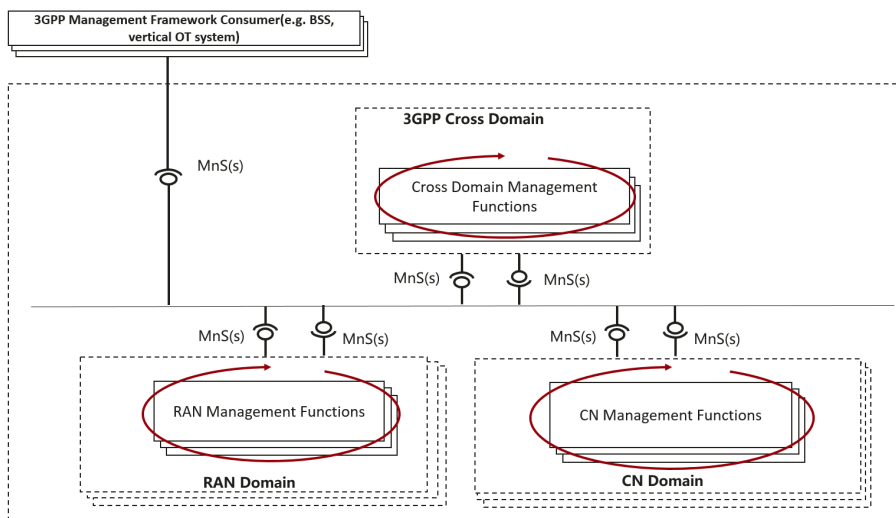 3GPP Management Framework Consumer(e.g. BSS,
vertical OT system)
3GPP Cross Domain
MnS(s)
Cross Domain Management
Functions
MnS(s)
MnS(s)
MnS(s)
MnS(s)
MnS(s)
MnS(s)
RAN Management Functions
CN Management Functions
RAN Domain
CN Domain